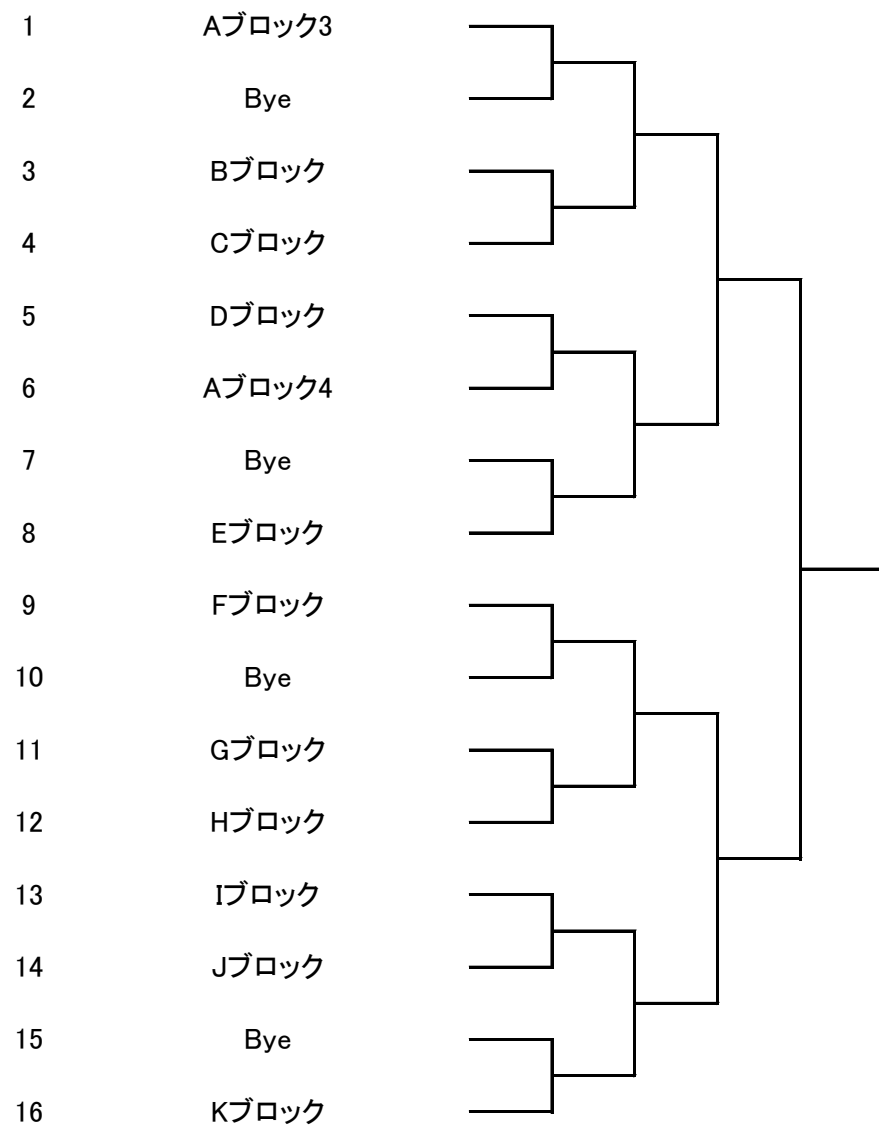 1 Aブロック3
2 Bye
3 Bブロック
4 Cブロック
5 Dブロック
6 Aブロック4
7 Bye
8 Eブロック
9 Fブロック
10 Bye
11 Gブロック
12 Hブロック
13 Iブロック
14 Jブロック
15 Bye
16 Kブロック